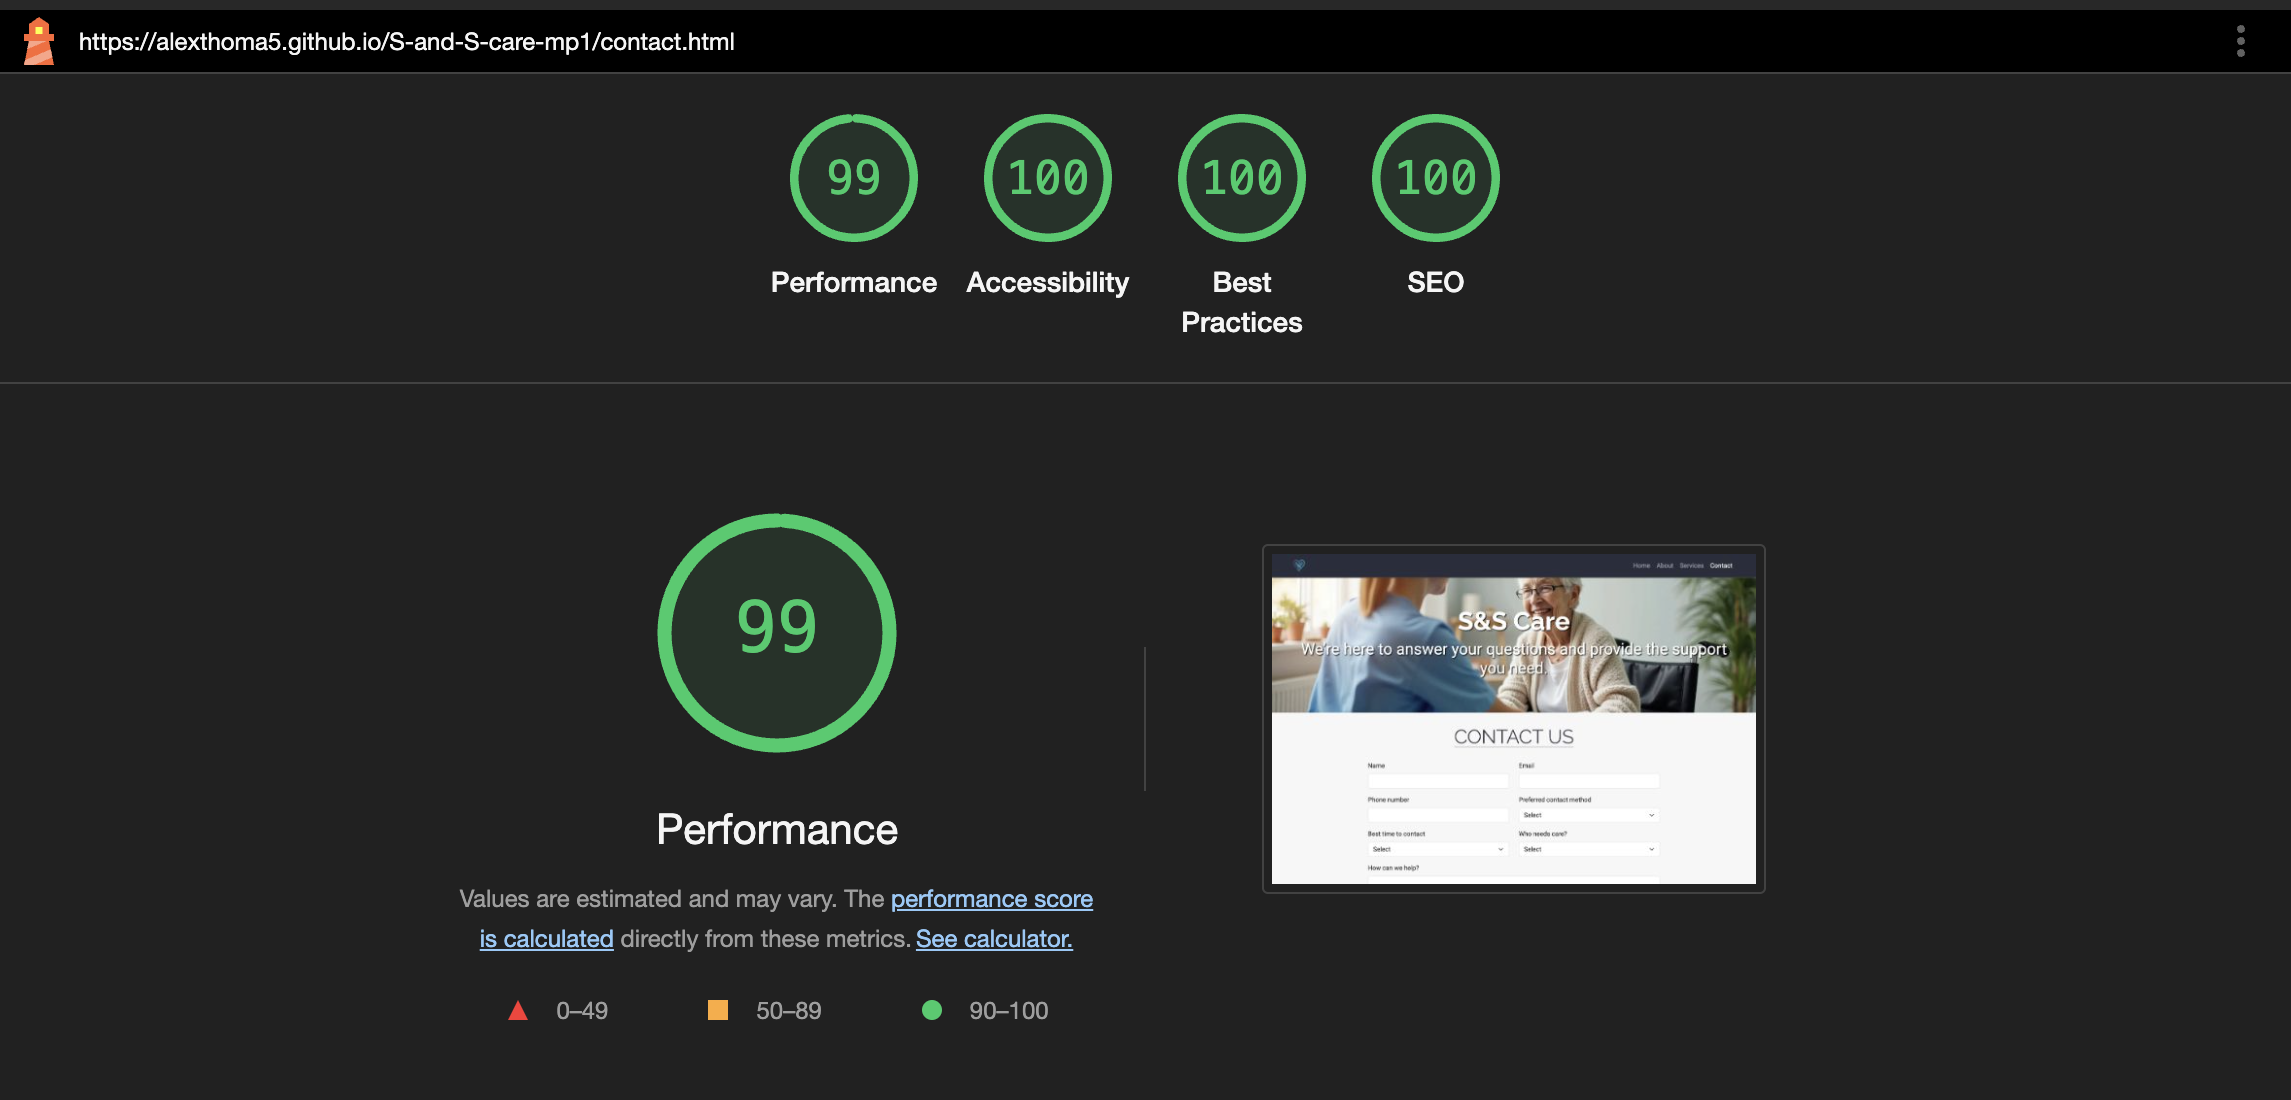 https://alexthoma5.github.io/S-and-S-care-mp1/contact.html
99
100
100
100
Performance
Accessibility
Best
Practices
SEO
99
Performance
Values are estimated and may vary. The performance score
is calculated directly from these metrics. See calculator.
0–49
50–89
90–100
Home About Services Contact
S&S Care
We're here to answer your questions and provide the support
you need.
CONTACT US
Name
Email
Phone number
Preferred contact method
Select
Best time to contact
Who needs care?
Select
Select
How can we help?